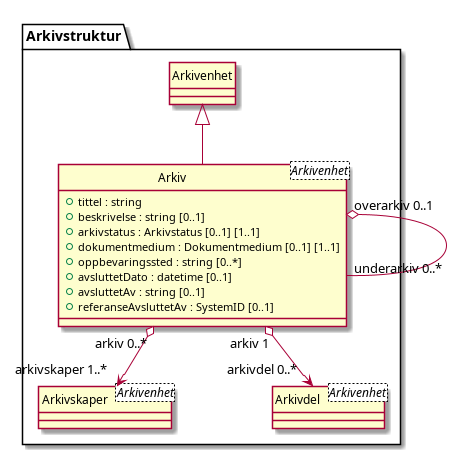 Arkivstruktur
Arkivenhet
Arkiv
Arkivenhet
tittel : string
beskrivelse : string [0..1]
arkivstatus : Arkivstatus [0..1] [1..1]
dokumentmedium : Dokumentmedium [0..1] [1..1]
oppbevaringssted : string [0..*]
avsluttetDato : datetime [0..1]
avsluttetAv : string [0..1]
referanseAvsluttetAv : SystemID [0..1]
overarkiv 0..1
underarkiv 0..*
arkiv 0..*
arkiv 1
arkivskaper 1..*
arkivdel 0..*
Arkivskaper
Arkivenhet
Arkivdel
Arkivenhet